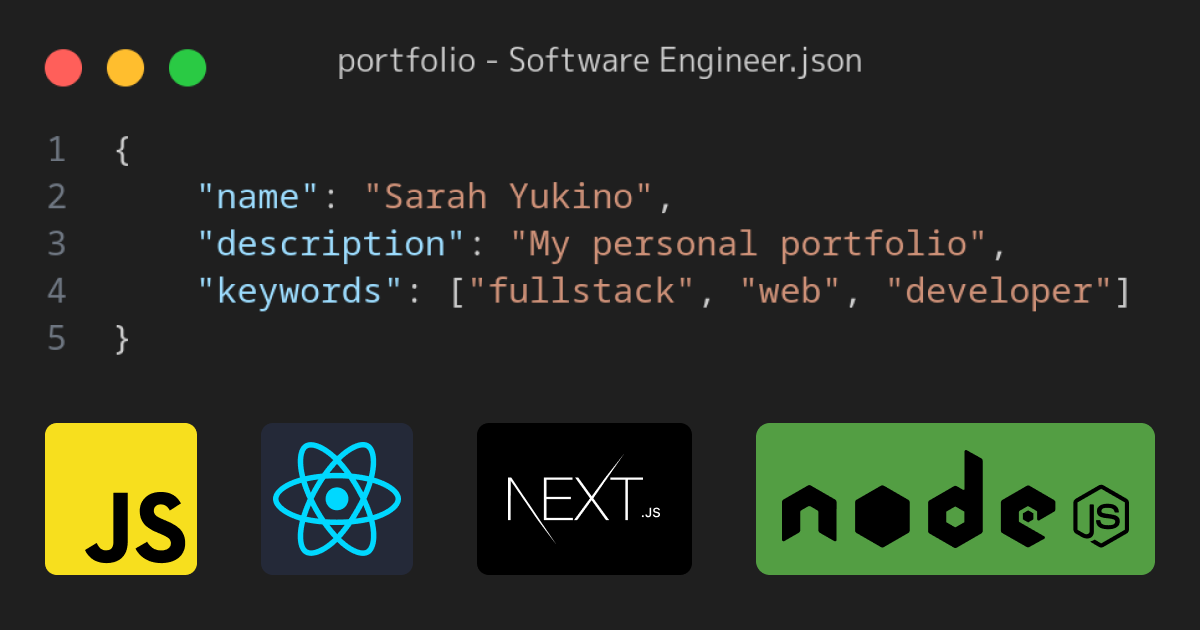 portfolio - Software Engineer.json
1 {
2 "name": "Sarah Yukino",
3 "description": "My personal portfolio",
4 "keywords": ["fullstack", "web", "developer"]
5 }
JS
NEXT.JS
node JS